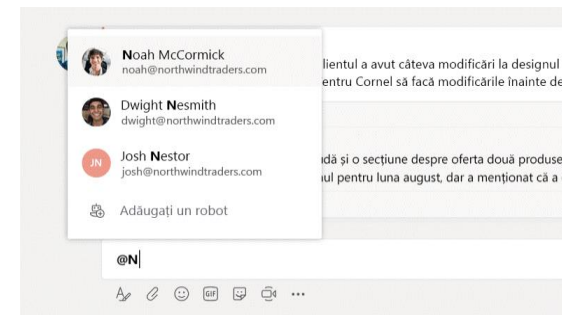 Noah McCormick
noah@northwindtraders.com
lientul a avut câteva modificări la designul
entru Cornel să facă modificările înainte de
Dwight Nesmith
dwight@northwindtraders.com
JN
Josh Nestor
josh@northwindtraders.com
dă și o secțiune despre oferta două produse
ul pentru luna august, dar a menționat că a
Adăugați un robot
@N
GIF